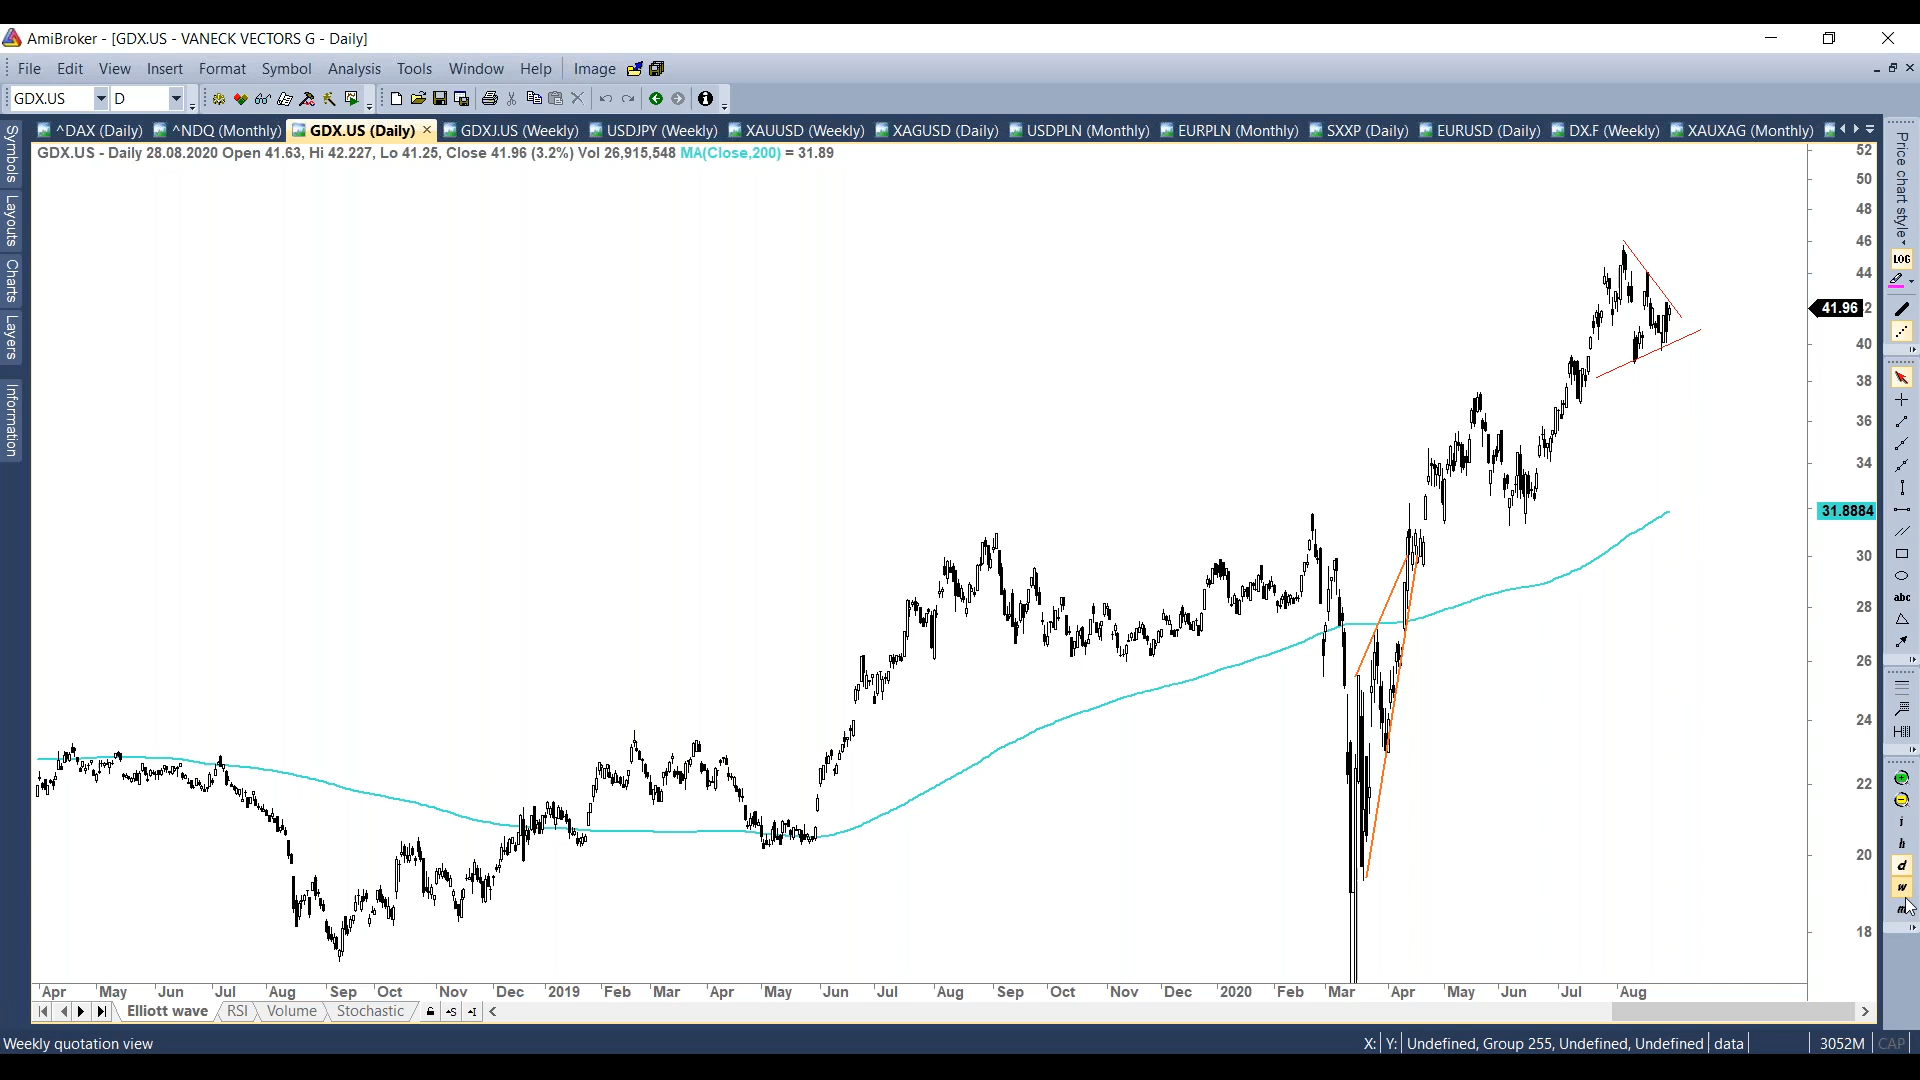 AmiBroker - [GDX.US - VANECK VECTORS G - Daily]
File Edit View Insert Format Symbol Analysis Tools Window Help Image
GDX.US D
^DAX (Daily) ^NDQ (Monthly) GDX.US (Daily) GDXJ.US (Weekly) USDJPY (Weekly) XAUUSD (Weekly) XAGUSD (Daily) USDPLN (Monthly) EURPLN (Monthly) SXXP (Daily) EURUSD (Daily) DX.F (Weekly) XAUXAG (Monthly)
GDX.US - Daily 28.08.2020 Open 41.63, Hi 42.227, Lo 41.25, Close 41.96 (3.2%) Vol 26,915,548 MA(Close,200) = 31.89
Symbols
Layouts
Charts
Layers
Information
52
50
48
46
44
41.96 2
40
38
36
34
31.8884
30
28
26
24
22
20
18
Price chart style
LOG
abc
i
h
d
w
m
Apr May Jun Jul Aug Sep Oct Nov Dec 2019 Feb Mar Apr May Jun Jul Aug Sep Oct Nov Dec 2020 Feb Mar Apr May Jun Jul Aug
Elliott wave RSI Volume Stochastic
Weekly quotation view X: Y: Undefined, Group 255, Undefined, Undefined data 3052M CAP